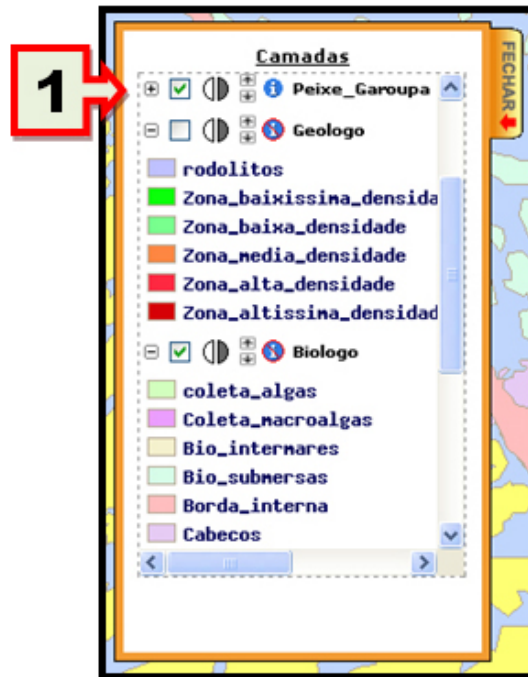 1
Camadas
FECHAR
Peixe_Garoupa
Geologo
rodolitos
Zona_baixissima_densida
Zona_baixa_densidade
Zona_media_densidade
Zona_alta_densidade
Zona_altissima_densidad
Biologo
coleta_algas
Coleta_macroalgas
Bio_intermares
Bio_submersas
Borda_interna
Cabecos